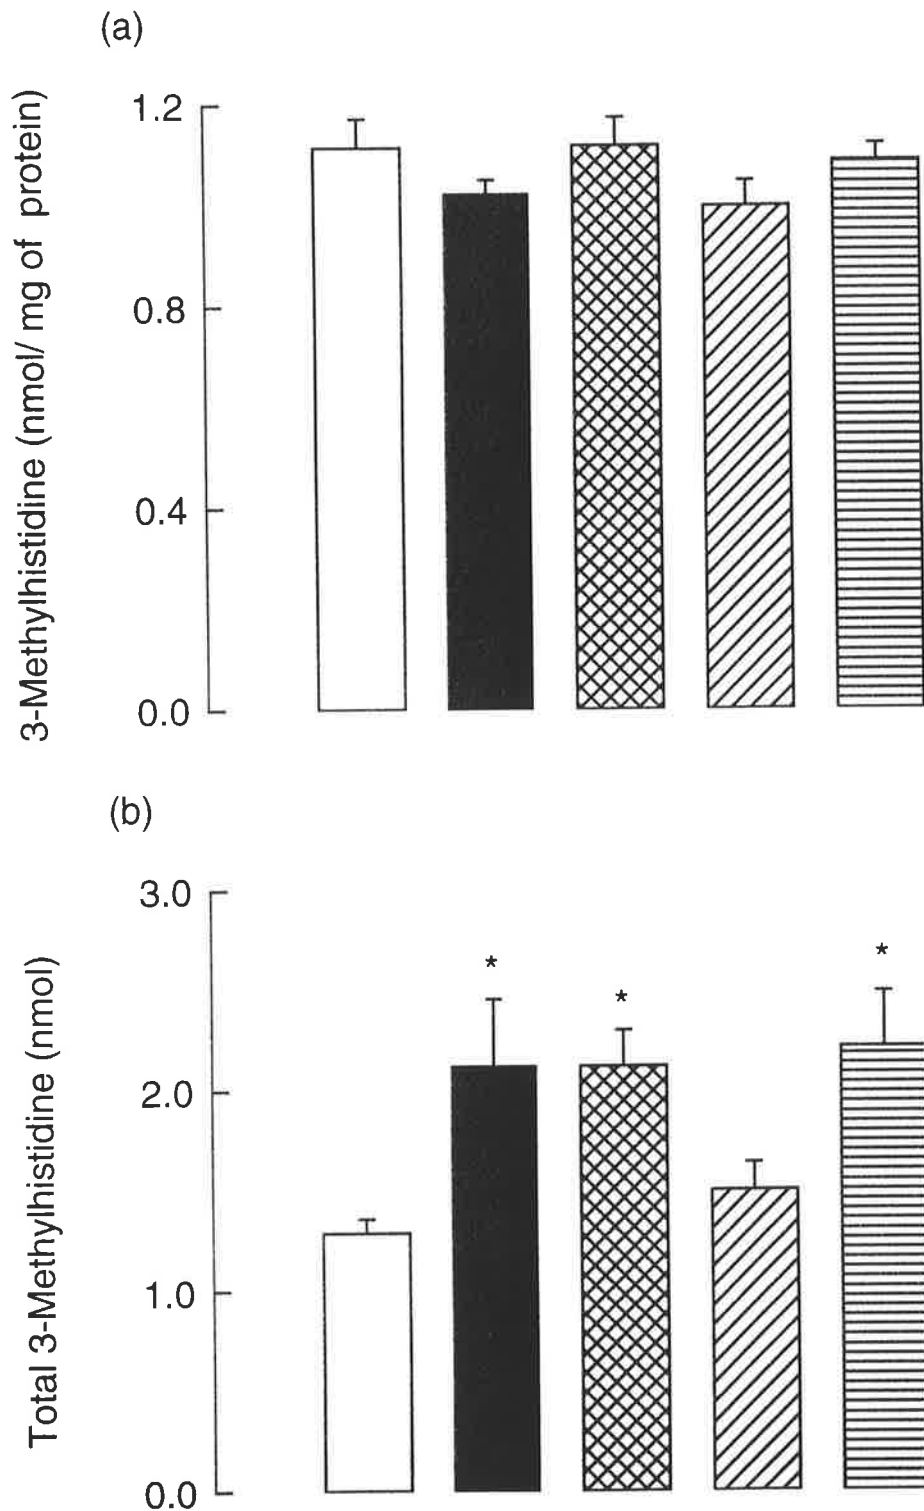 (a)
3-Methylhistidine (nmol/ mg of protein)
1.2
0.8
0.4
0.0
(b)
Total 3-Methylhistidine (nmol)
3.0
2.0
1.0
0.0
*
*
*